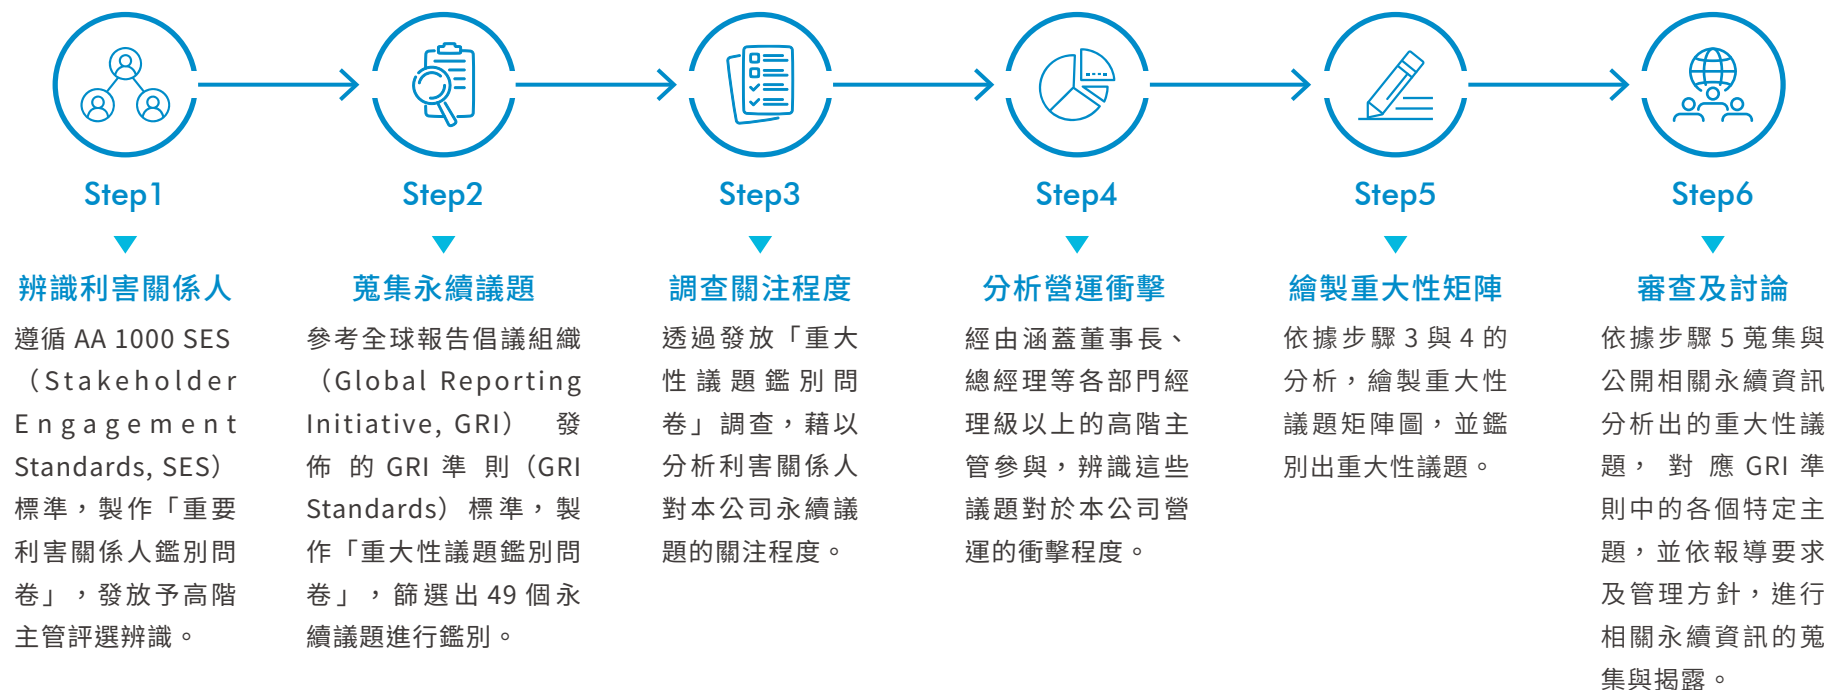 Step1
辨識利害關係人
遵循 AA 1000 SES
（Stakeholder
Engagement
Standards, SES）
標準，製作「重要
利害關係人鑑別問
卷」，發放予高階
主管評選辨識。
Step2
蒐集永續議題
參考全球報告倡議組織
（Global Reporting
Initiative, GRI） 發
佈的 GRI 準則（GRI
Standards）標準，製
作「重大性議題鑑別問
卷」，篩選出 49 個永
續議題進行鑑別。
Step3
調查關注程度
透過發放「重大
性議題鑑別問
卷」調查，藉以
分析利害關係人
對本公司永續議
題的關注程度。
Step4
分析營運衝擊
經由涵蓋董事長、
總經理等各部門經
理級以上的高階主
管參與，辨識這些
議題對於本公司營
運的衝擊程度。
Step5
繪製重大性矩陣
依據步驟 3 與 4 的
分析，繪製重大性
議題矩陣圖，並鑑
別出重大性議題。
Step6
審查及討論
依據步驟 5 蒐集與
公開相關永續資訊
分析出的重大性議
題，對應 GRI 準
則中的各個特定主
題，並依報導要求
及管理方針，進行
相關永續資訊的蒐
集與揭露。